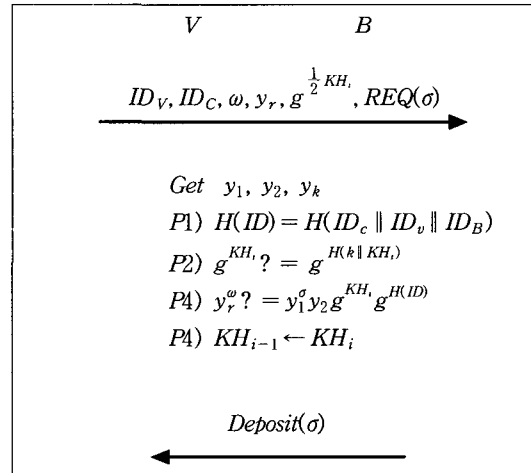 V B
ID_V, ID_C, ω, y_r, g^{\frac{1}{2} KH_i}, REQ(σ)
Get y_1, y_2, y_k
P1) H(ID) = H(ID_c ∥ ID_v ∥ ID_B)
P2) g^{KH_i} ? = g^{H(k∥KH_i)}
P4) y_r^ω ? = y_1^σ y_2 g^{KH_i} g^{H(ID)}
P4) KH_{i-1} ← KH_i
Deposit(σ)